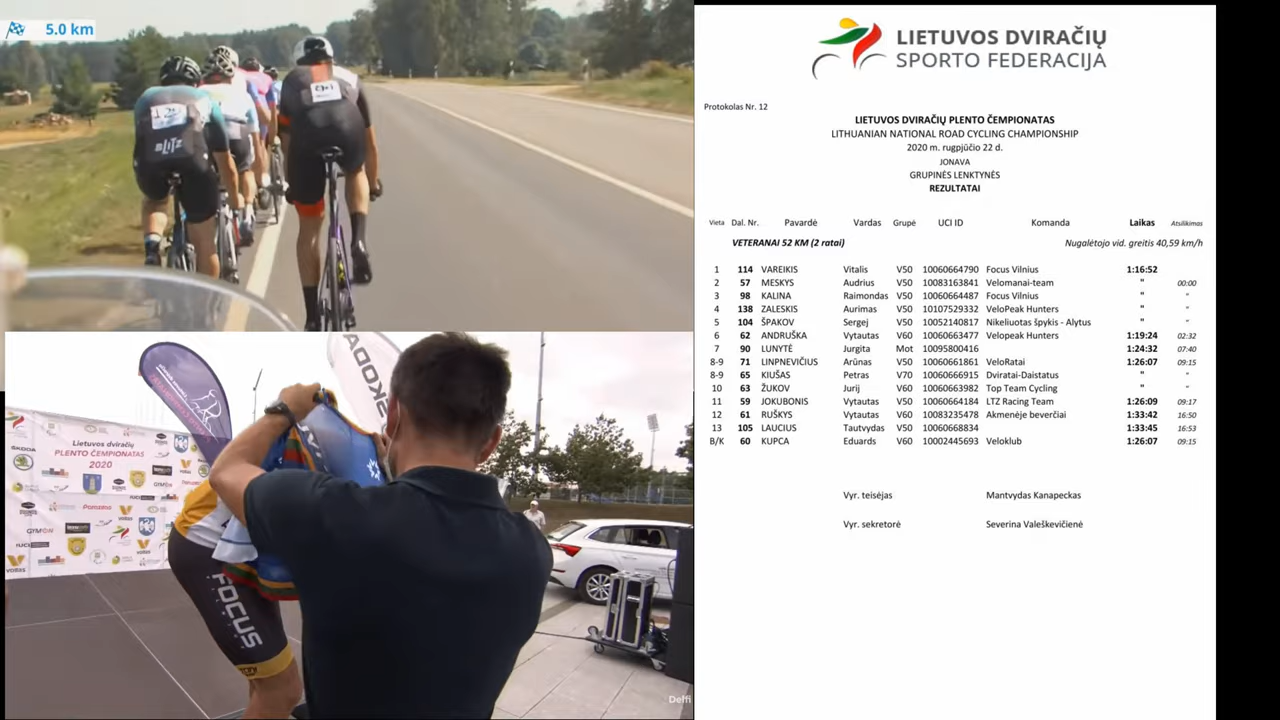 5.0 km
BLITZ
ŠKODA
Lietuvos dviračių
PLENTO ČEMPIONATAS
2020
ŠKODA
GYMON
Pamzdoo
VOLTAS
FOCUS
Delfi
LIETUVOS DVIRAČIŲ
SPORTO FEDERACIJA
Protokolas Nr. 12
LIETUVOS DVIRAČIŲ PLENTO ČEMPIONATAS
LITHUANIAN NATIONAL ROAD CYCLING CHAMPIONSHIP
2020 m. rugpjūčio 22 d.
JONAVA
GRUPINĖS LENKTYNĖS
REZULTATAI
Vieta Dal. Nr. Pavardė Vardas Grupė UCI ID Komanda Laikas Atsilikimas
VETERANAI 52 KM (2 ratai) Nugalėtojo vid. greitis 40,59 km/h
1 114 VAREIKIS Vitalis V50 10060664790 Focus Vilnius 1:16:52
2 57 MESKYS Audrius V50 10083163841 Velomanai-team " 00:00
3 98 KALINA Raimondas V50 10060664487 Focus Vilnius " "
4 138 ZALESKIS Aurimas V50 10107529332 VeloPeak Hunters " "
5 104 ŠPAKOV Sergej V50 10052140817 Nikeliuotas špykis - Alytus " "
6 62 ANDRUŠKA Vytautas V60 10060663477 Velopeak Hunters 1:19:24 02:32
7 90 LUNYTĖ Jurgita Mot 10095800416 1:24:32 07:40
8-9 71 LINPNEVIČIUS Arūnas V50 10060661861 VeloRatai 1:26:07 09:15
8-9 65 KIUŠAS Petras V70 10060666915 Dviratai-Daistatus " "
10 63 ŽUKOV Jurij V60 10060663982 Top Team Cycling " "
11 59 JOKUBONIS Vytautas V50 10060664184 LTZ Racing Team 1:26:09 09:17
12 61 RUŠKYS Vytautas V60 10083235478 Akmenėje beverčiai 1:33:42 16:50
13 105 LAUCIUS Tautvydas V50 10060668834 1:33:45 16:53
B/K 60 KUPCA Eduards V60 10002445693 Veloklub 1:26:07 09:15
Vyr. teisėjas Mantvydas Kanapeckas
Vyr. sekretorė Severina Valeškevičienė